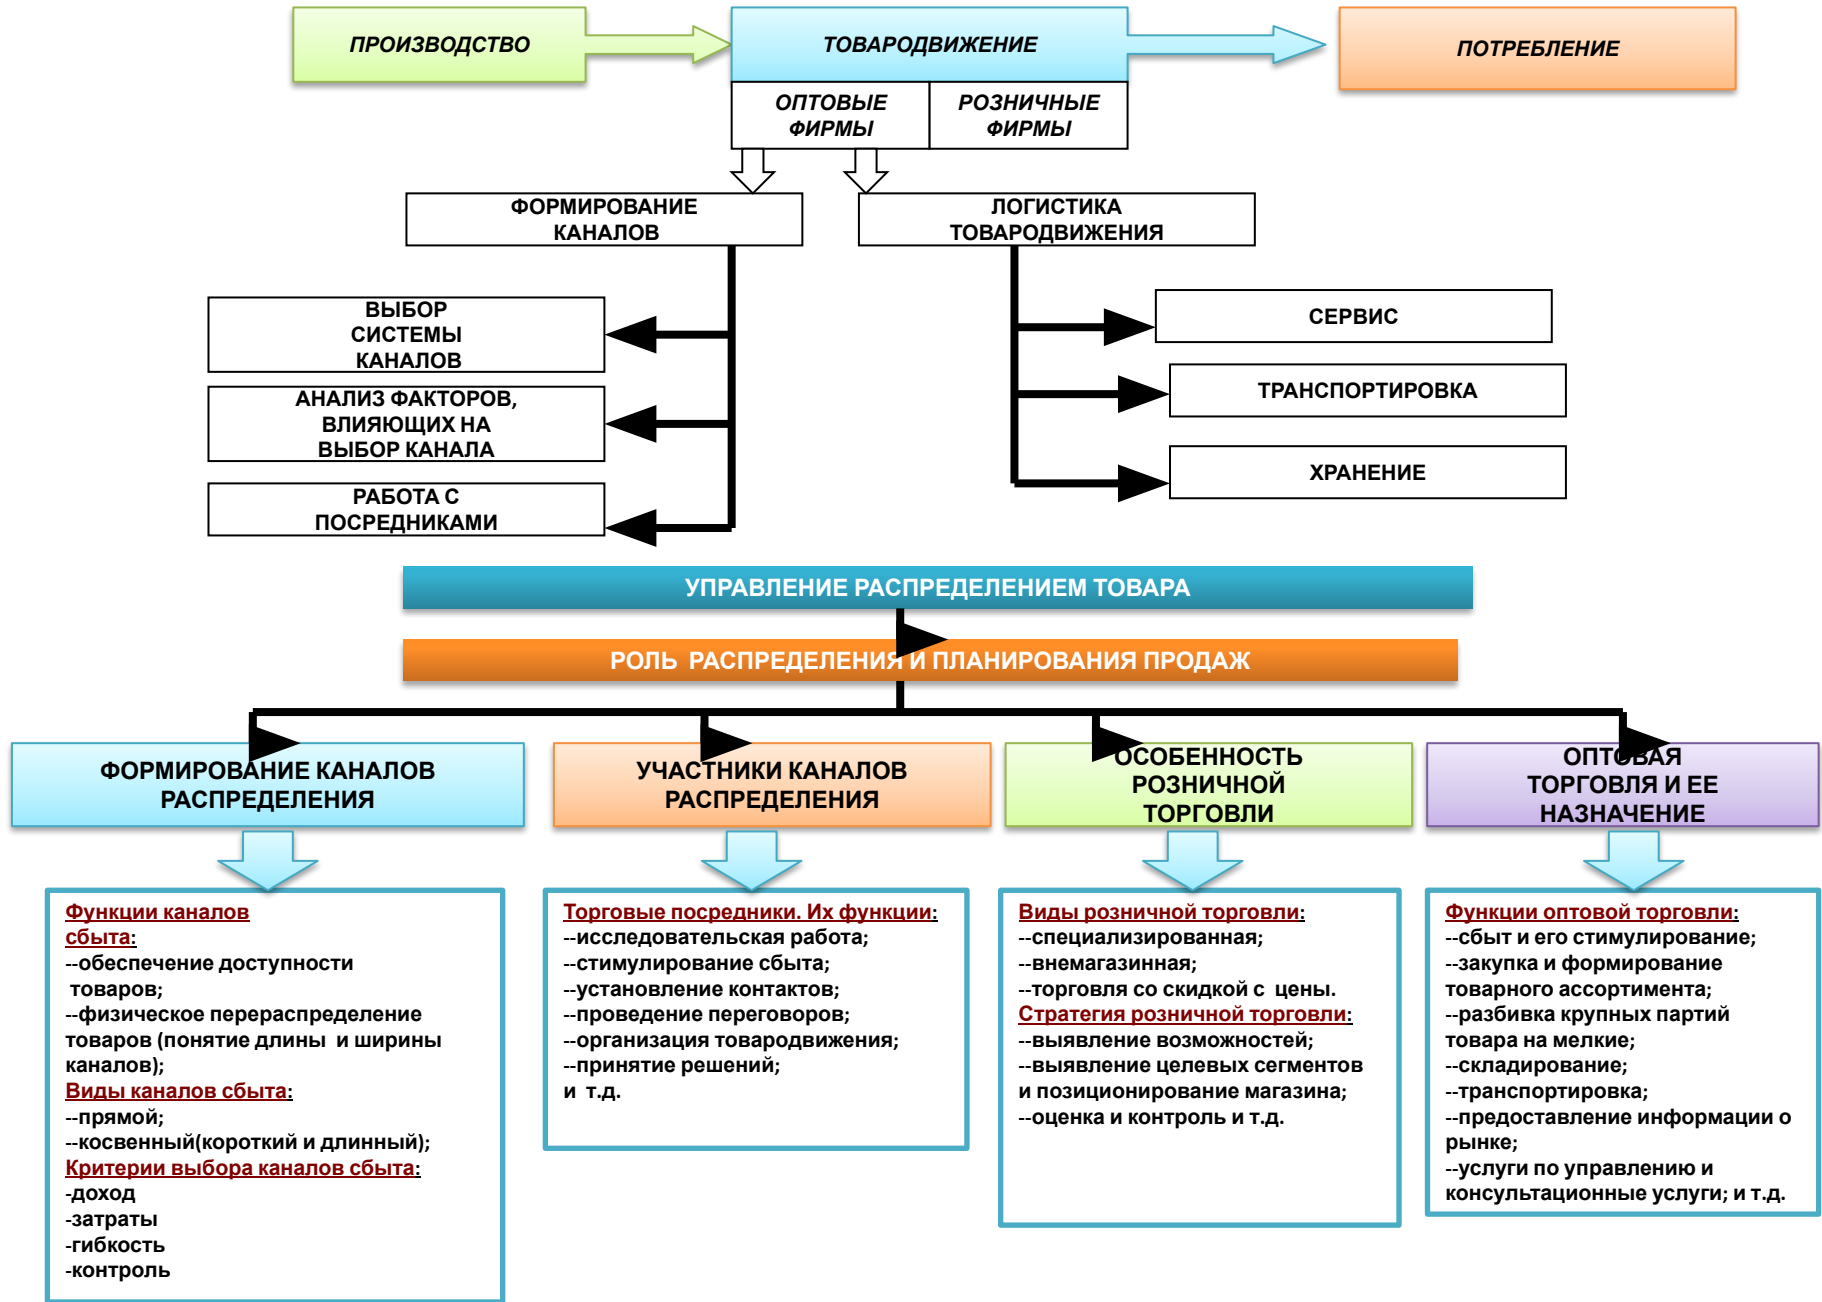 ПРОИЗВОДСТВО
ТОВАРОДВИЖЕНИЕ
ПОТРЕБЛЕНИЕ
ОПТОВЫЕ
ФИРМЫ
РОЗНИЧНЫЕ
ФИРМЫ
ФОРМИРОВАНИЕ
КАНАЛОВ
ЛОГИСТИКА
ТОВАРОДВИЖЕНИЯ
ВЫБОР
СИСТЕМЫ
КАНАЛОВ
АНАЛИЗ ФАКТОРОВ,
ВЛИЯЮЩИХ НА
ВЫБОР КАНАЛА
РАБОТА С
ПОСРЕДНИКАМИ
СЕРВИС
ТРАНСПОРТИРОВКА
ХРАНЕНИЕ
УПРАВЛЕНИЕ РАСПРЕДЕЛЕНИЕМ ТОВАРА
РОЛЬ РАСПРЕДЕЛЕНИЯ И ПЛАНИРОВАНИЯ ПРОДАЖ
ФОРМИРОВАНИЕ КАНАЛОВ
РАСПРЕДЕЛЕНИЯ
УЧАСТНИКИ КАНАЛОВ
РАСПРЕДЕЛЕНИЯ
ОСОБЕННОСТЬ
РОЗНИЧНОЙ
ТОРГОВЛИ
ОПТОВАЯ
ТОРГОВЛЯ И ЕЕ
НАЗНАЧЕНИЕ
Функции каналов
сбыта:
--обеспечение доступности
товаров;
--физическое перераспределение
товаров (понятие длины и ширины
каналов);
Виды каналов сбыта:
--прямой;
--косвенный(короткий и длинный);
Критерии выбора каналов сбыта:
-доход
-затраты
-гибкость
-контроль
Торговые посредники. Их функции:
--исследовательская работа;
--стимулирование сбыта;
--установление контактов;
--проведение переговоров;
--организация товародвижения;
--принятие решений;
и т.д.
Виды розничной торговли:
--специализированная;
--внемагазинная;
--торговля со скидкой с цены.
Стратегия розничной торговли:
--выявление возможностей;
--выявление целевых сегментов
и позиционирование магазина;
--оценка и контроль и т.д.
Функции оптовой торговли:
--сбыт и его стимулирование;
--закупка и формирование
товарного ассортимента;
--разбивка крупных партий
товара на мелкие;
--складирование;
--транспортировка;
--предоставление информации о
рынке;
--услуги по управлению и
консультационные услуги; и т.д.